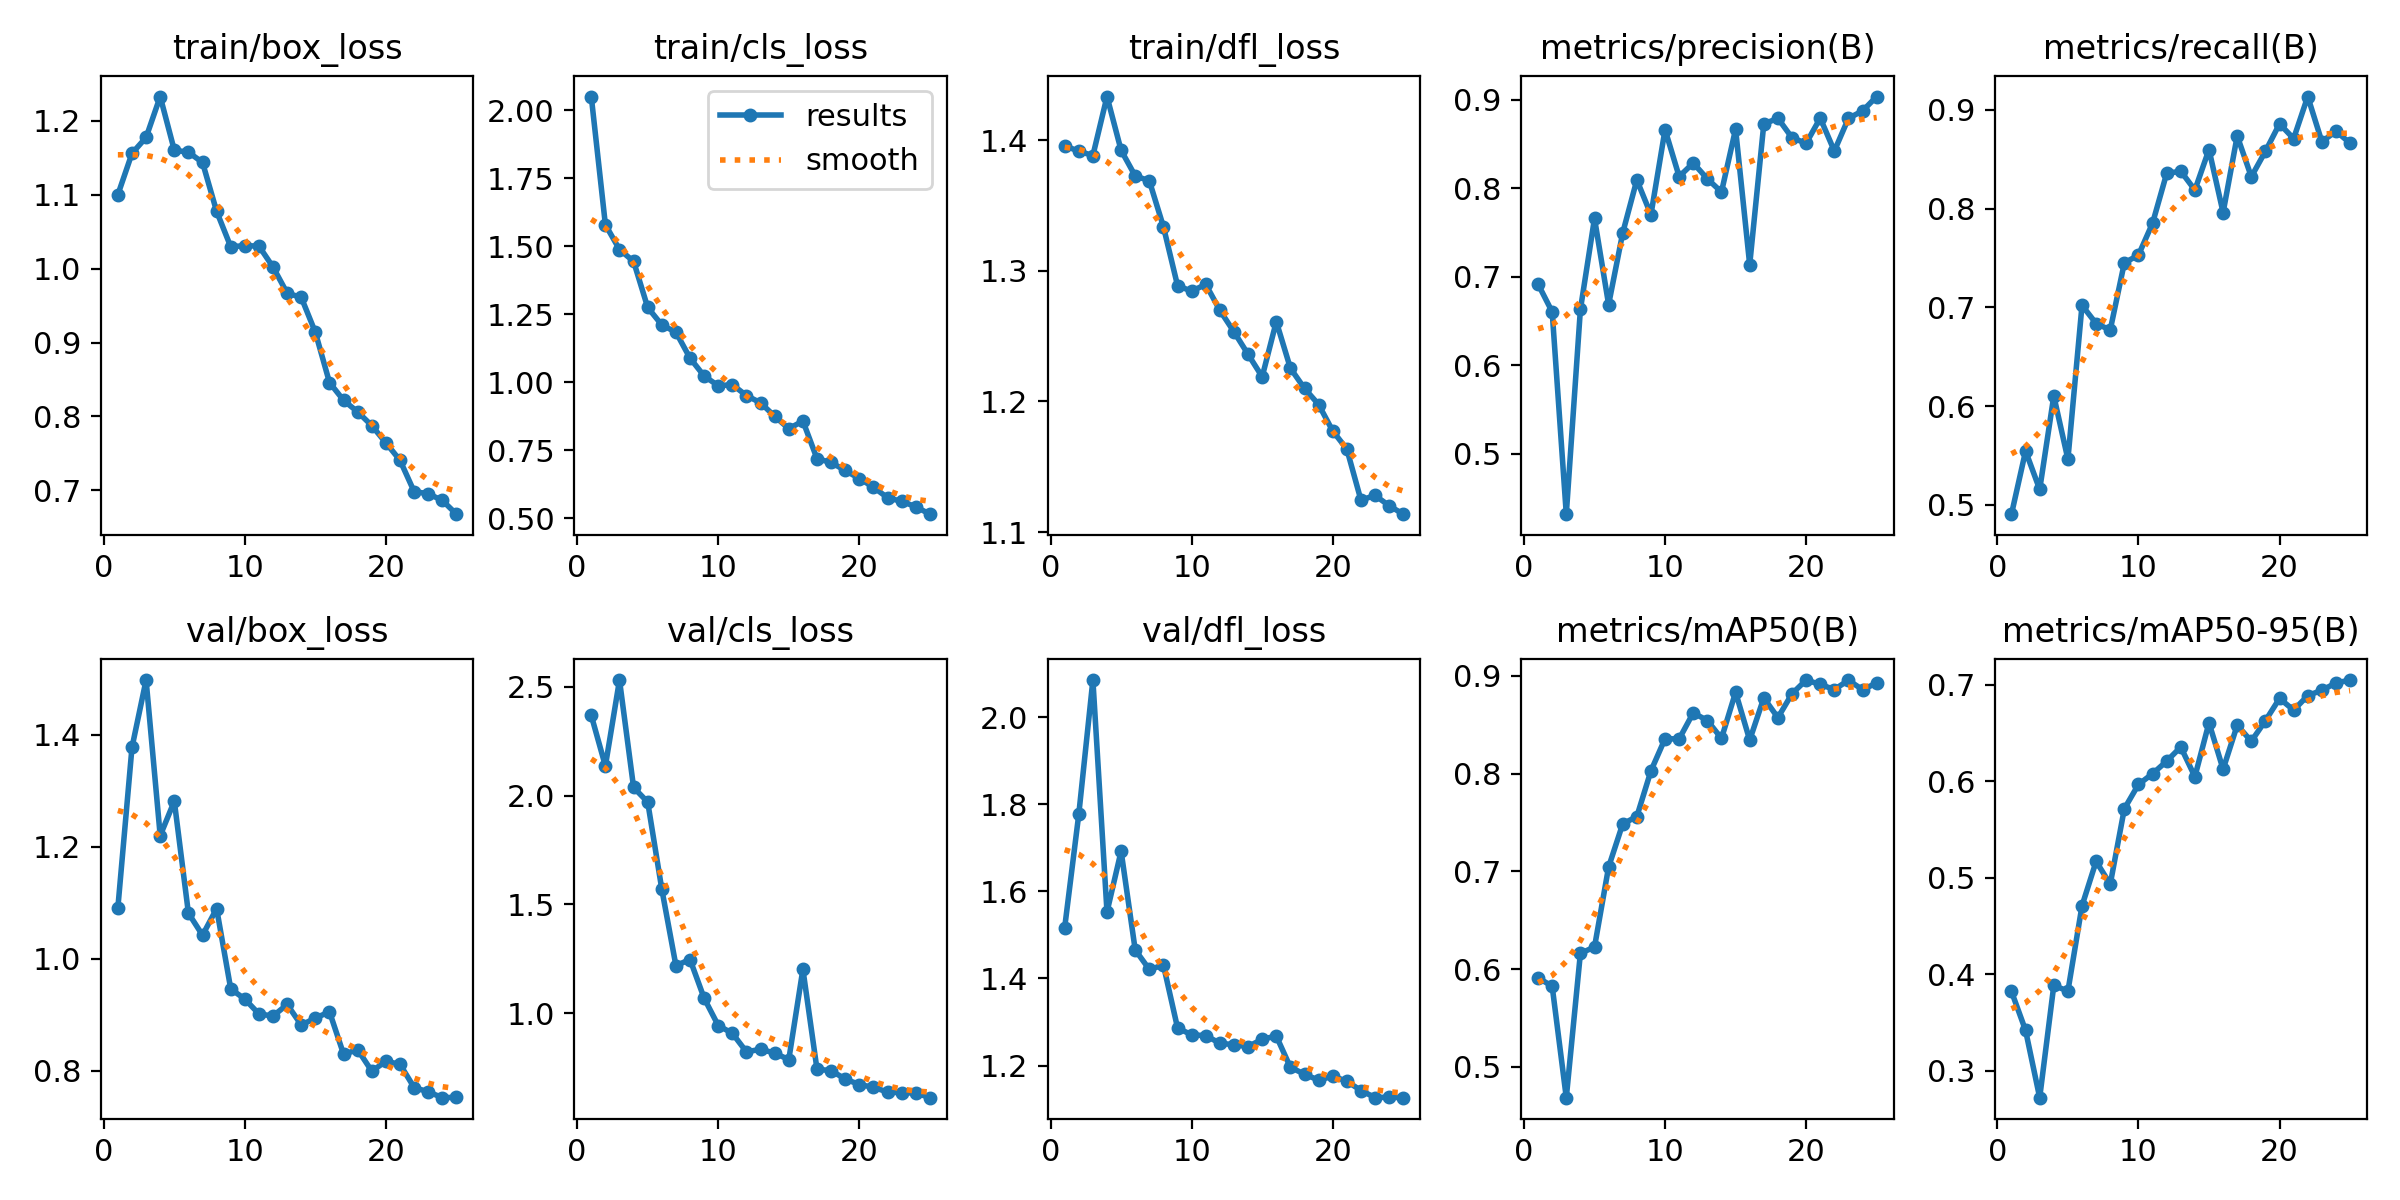 train/box_loss
1.2
1.1
1.0
0.9
0.8
0.7
0 10 20
train/cls_loss
results
smooth
2.00
1.75
1.50
1.25
1.00
0.75
0.50
0 10 20
train/dfl_loss
1.4
1.3
1.2
1.1
0 10 20
metrics/precision(B)
0.9
0.8
0.7
0.6
0.5
0 10 20
metrics/recall(B)
0.9
0.8
0.7
0.6
0.5
0 10 20
val/box_loss
1.4
1.2
1.0
0.8
0 10 20
val/cls_loss
2.5
2.0
1.5
1.0
0 10 20
val/dfl_loss
2.0
1.8
1.6
1.4
1.2
0 10 20
metrics/mAP50(B)
0.9
0.8
0.7
0.6
0.5
0 10 20
metrics/mAP50-95(B)
0.7
0.6
0.5
0.4
0.3
0 10 20